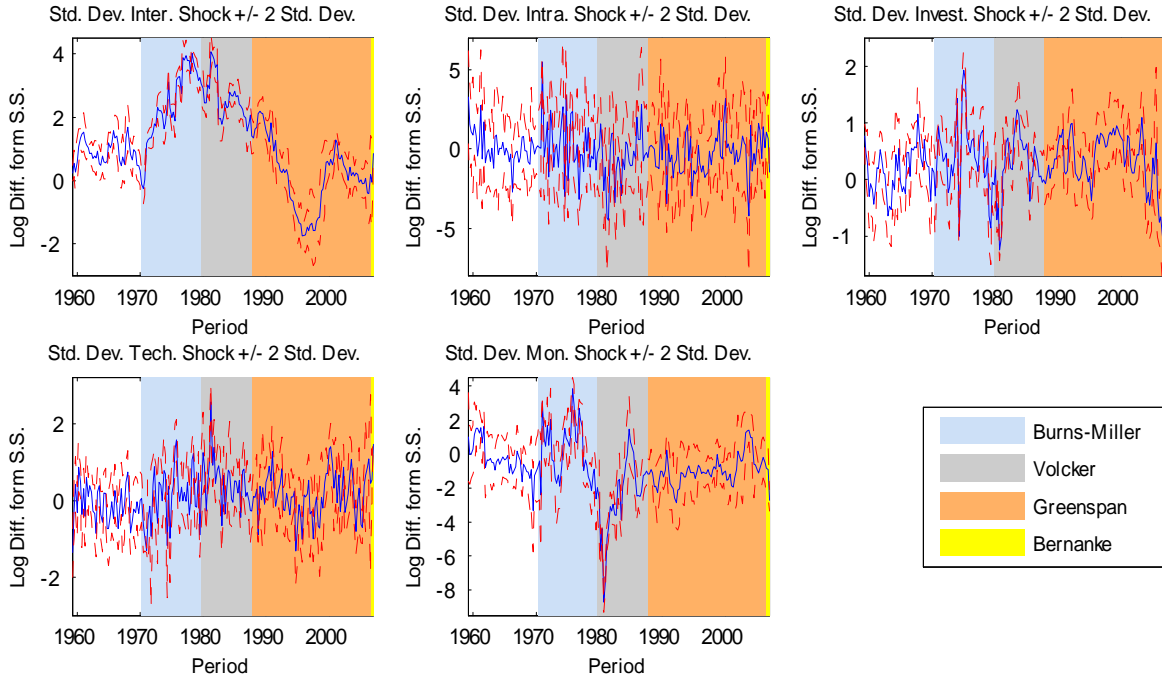 Std. Dev. Inter. Shock +/- 2 Std. Dev.
Log Diff. form S.S.
4
2
0
-2
1960 1970 1980 1990 2000
Period
Std. Dev. Intra. Shock +/- 2 Std. Dev.
Log Diff. form S.S.
5
0
-5
1960 1970 1980 1990 2000
Period
Std. Dev. Invest. Shock +/- 2 Std. Dev.
Log Diff. form S.S.
2
1
0
-1
1960 1970 1980 1990 2000
Period
Std. Dev. Tech. Shock +/- 2 Std. Dev.
Log Diff. form S.S.
2
0
-2
1960 1970 1980 1990 2000
Period
Std. Dev. Mon. Shock +/- 2 Std. Dev.
Log Diff. form S.S.
4
2
0
-2
-4
-6
-8
1960 1970 1980 1990 2000
Period
Burns-Miller
Volcker
Greenspan
Bernanke